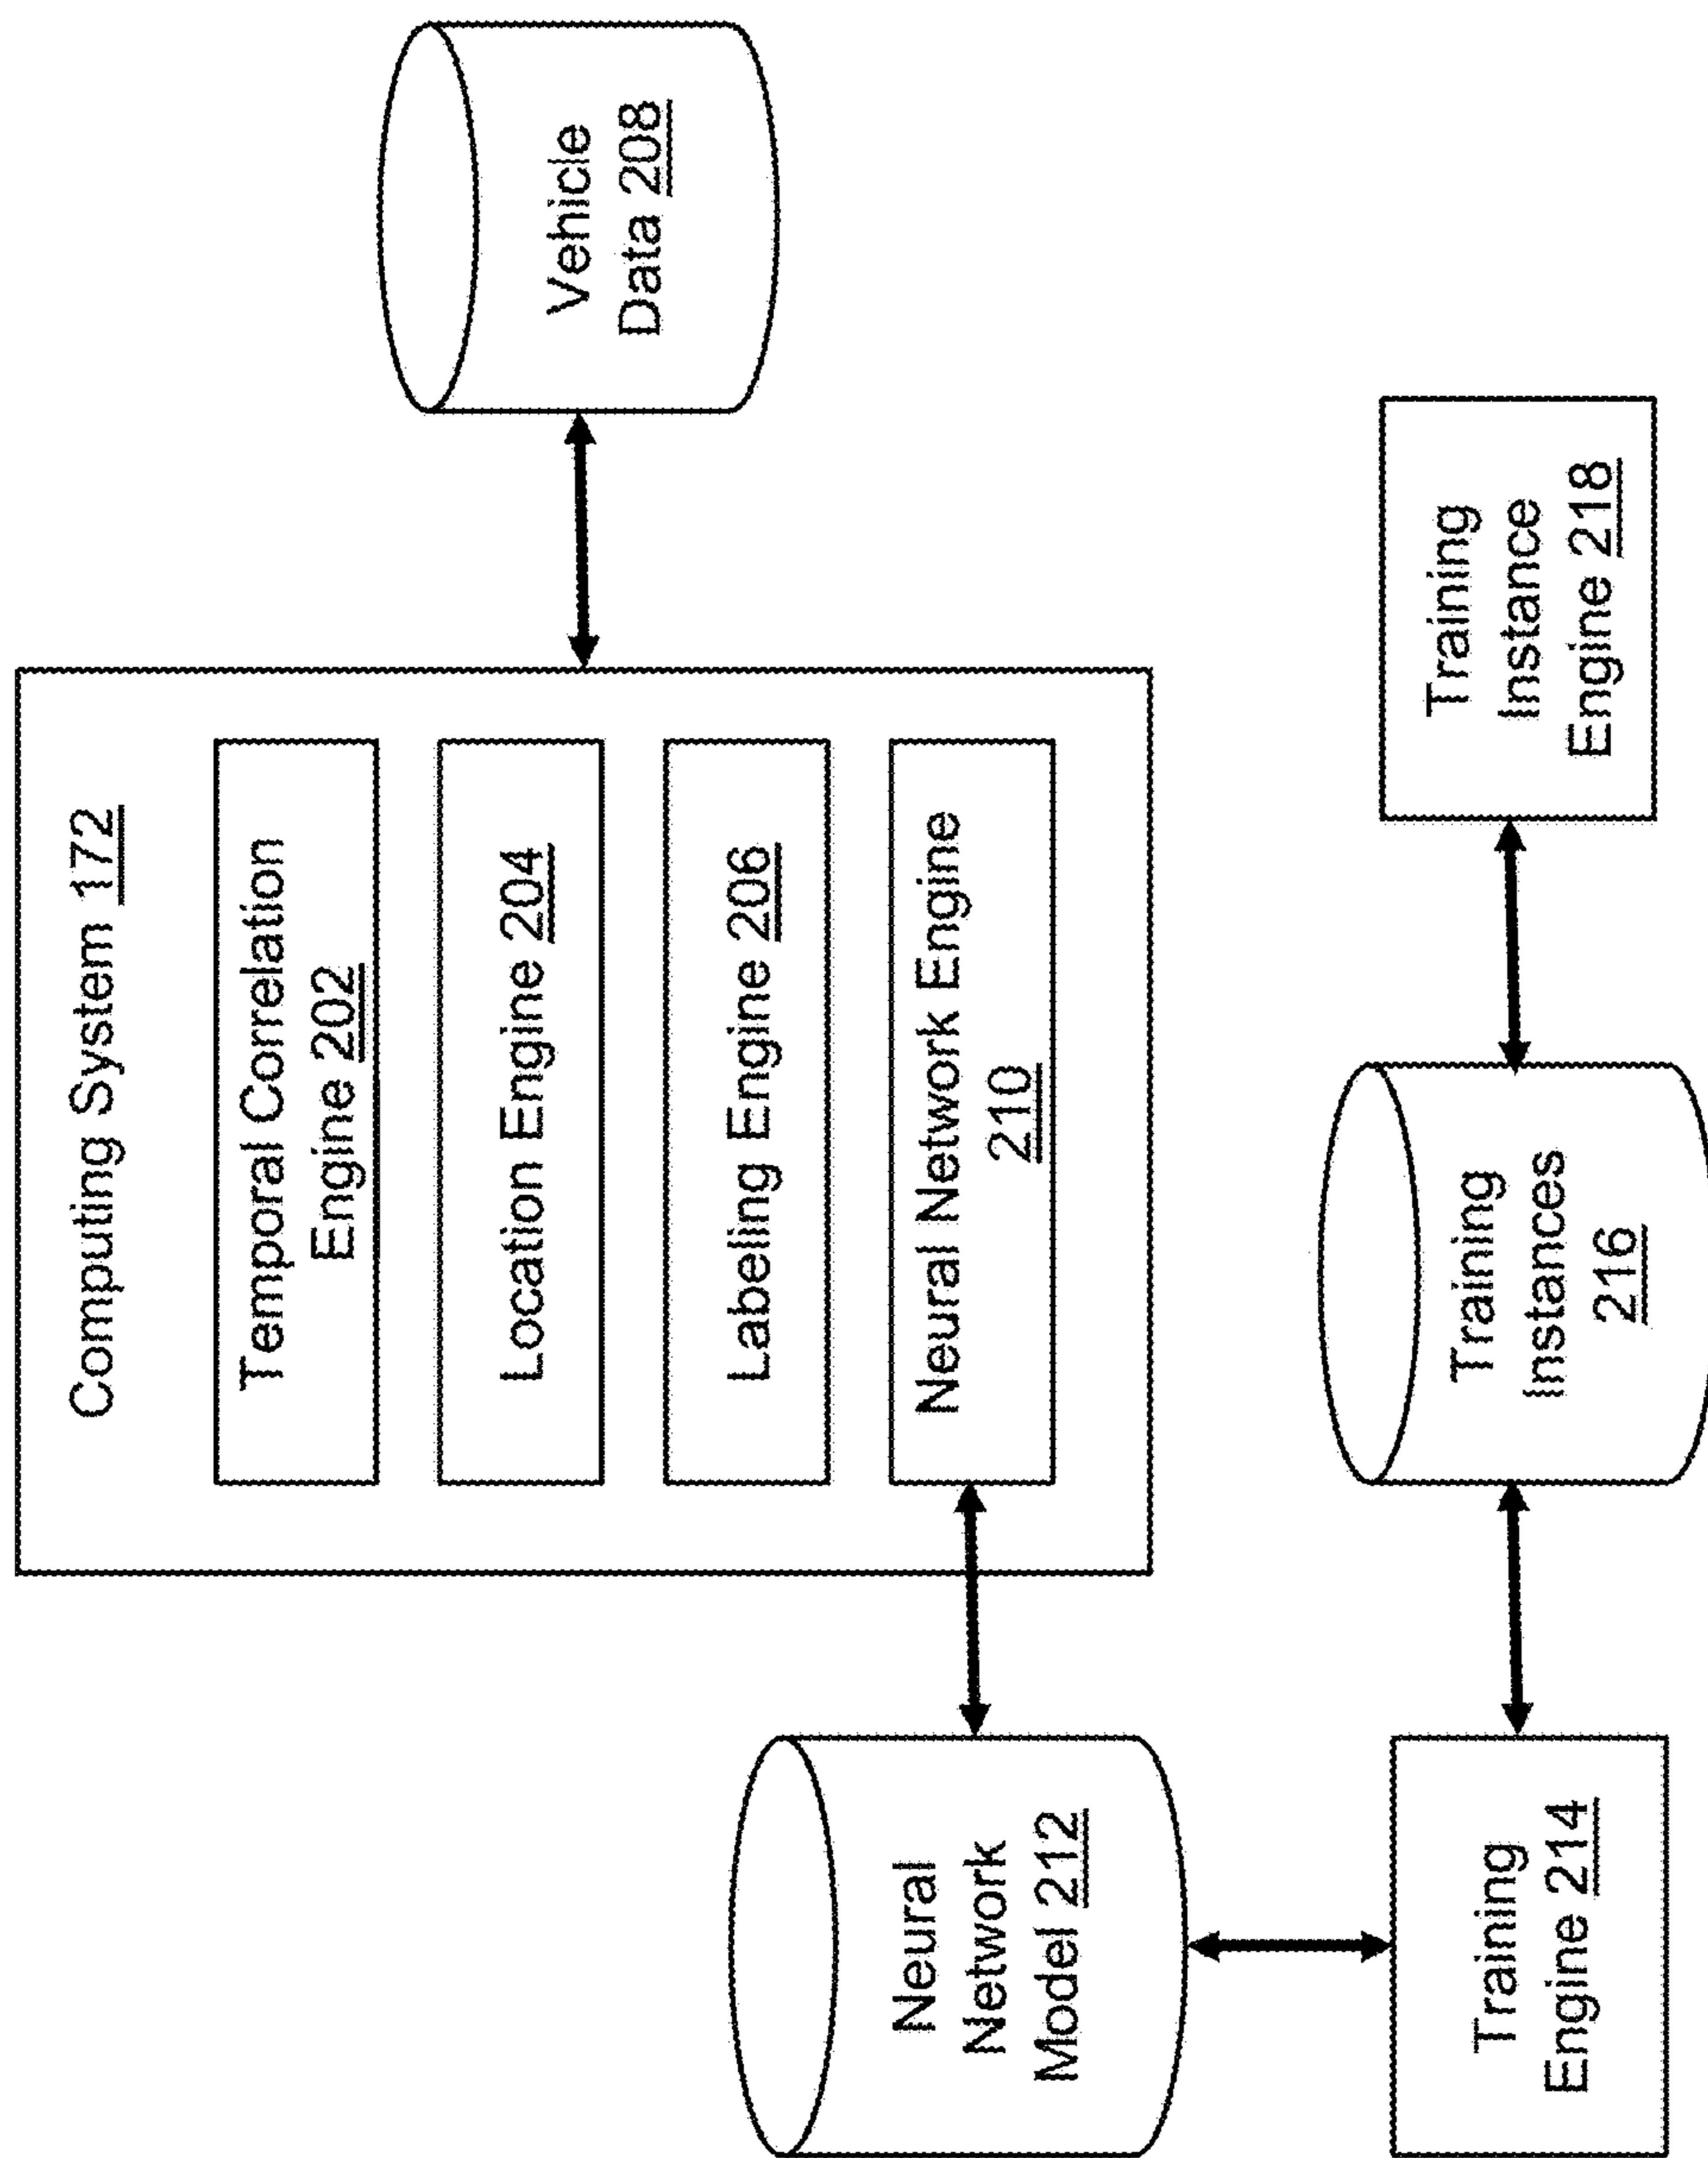 Computing System 172
Temporal Correlation
Engine 202
Location Engine 204
Labeling Engine 206
Neural Network Engine
210
Vehicle
Data 208
Neural
Network
Model 212
Training
Engine 214
Training
Instances
216
Training
Instance
Engine 218